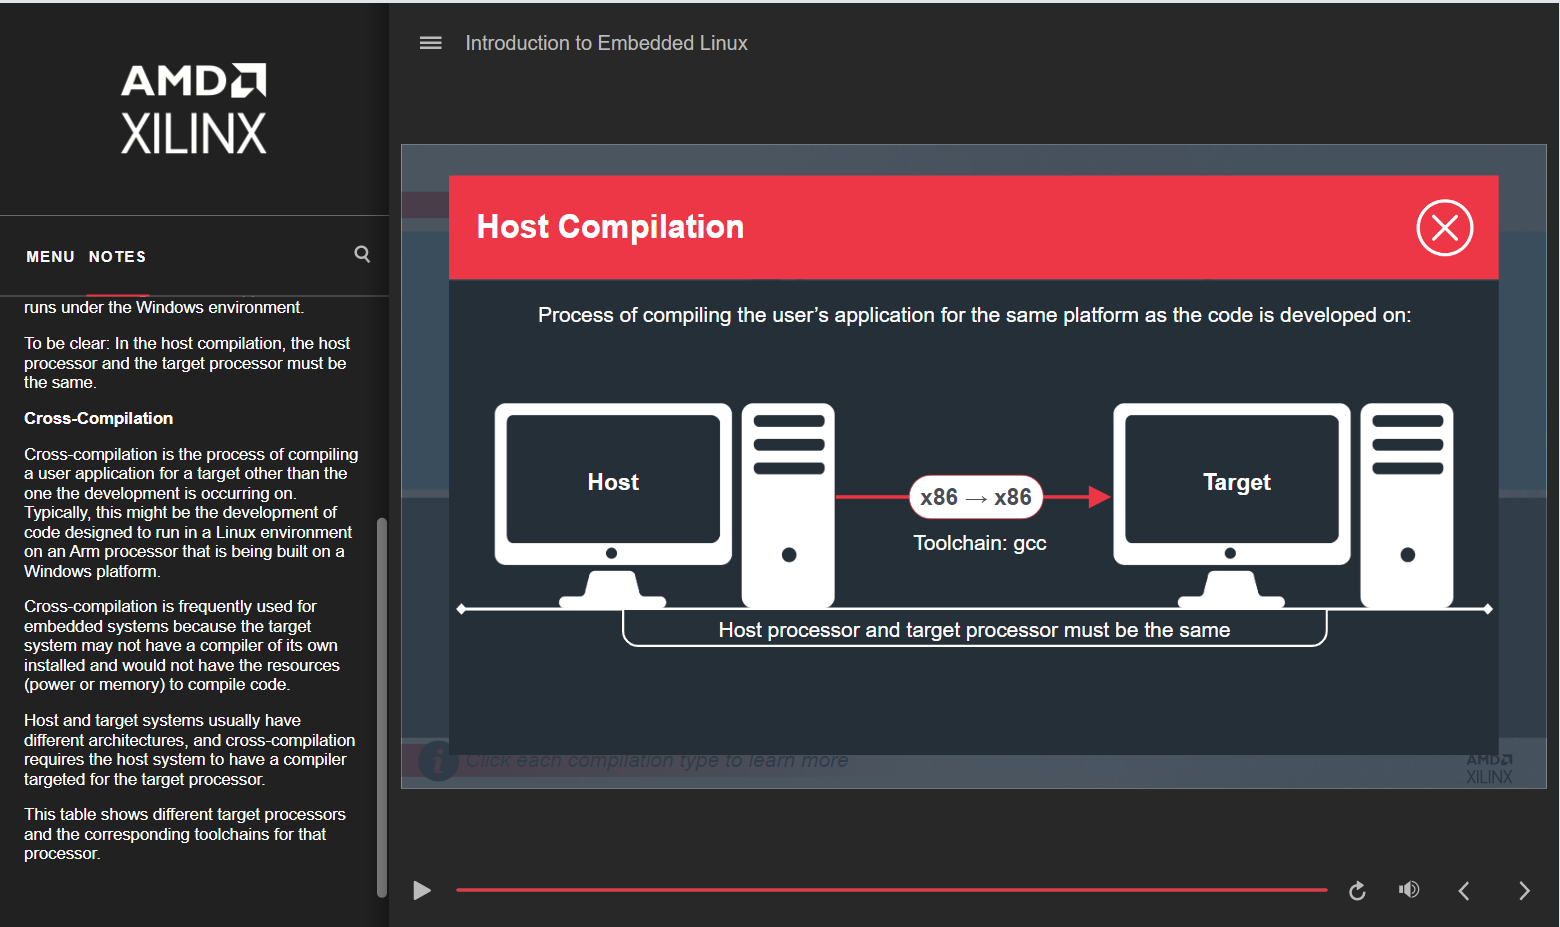 AMD
XILINX
MENU NOTES
runs under the Windows environment.
To be clear: In the host compilation, the host
processor and the target processor must be
the same.
Cross-Compilation
Cross-compilation is the process of compiling
a user application for a target other than the
one the development is occurring on.
Typically, this might be the development of
code designed to run in a Linux environment
on an Arm processor that is being built on a
Windows platform.
Cross-compilation is frequently used for
embedded systems because the target
system may not have a compiler of its own
installed and would not have the resources
(power or memory) to compile code.
Host and target systems usually have
different architectures, and cross-compilation
requires the host system to have a compiler
targeted for the target processor.
This table shows different target processors
and the corresponding toolchains for that
processor.
Introduction to Embedded Linux
Host Compilation
Process of compiling the user’s application for the same platform as the code is developed on:
Host
x86 → x86
Toolchain: gcc
Target
Host processor and target processor must be the same
i Click each compilation type to learn more
AMD
XILINX